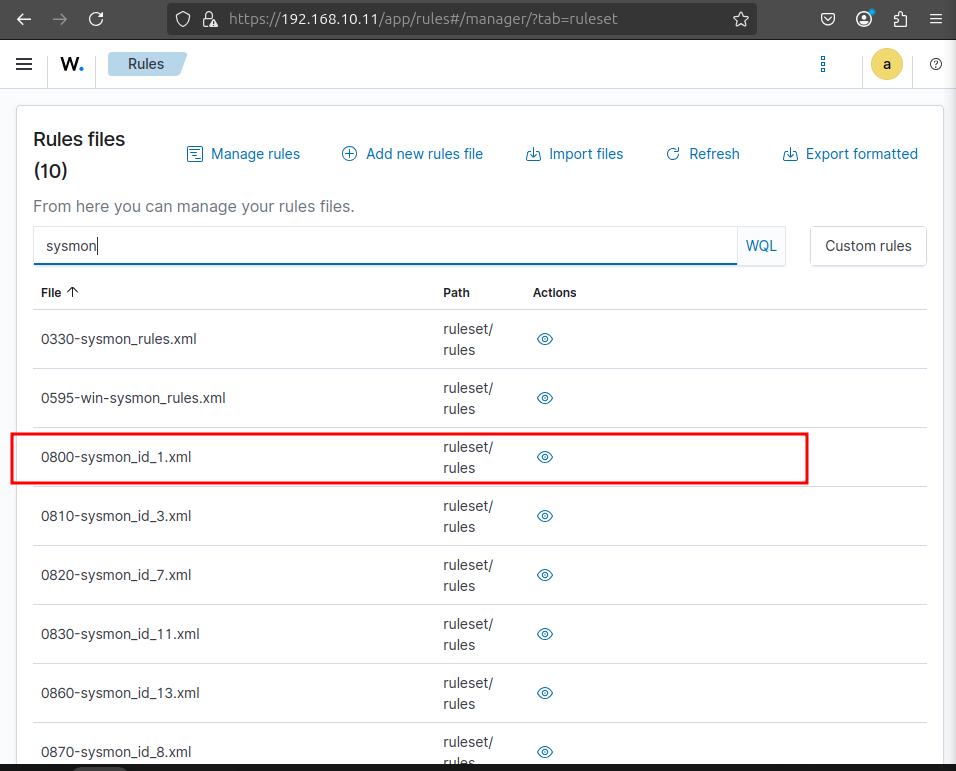 https://192.168.10.11/app/rules#/manager/?tab=ruleset
W. Rules a
Rules files
(10)
Manage rules Add new rules file Import files Refresh Export formatted
From here you can manage your rules files.
sysmon WQL Custom rules
File Path Actions
0330-sysmon_rules.xml ruleset/
rules
0595-win-sysmon_rules.xml ruleset/
rules
0800-sysmon_id_1.xml ruleset/
rules
0810-sysmon_id_3.xml ruleset/
rules
0820-sysmon_id_7.xml ruleset/
rules
0830-sysmon_id_11.xml ruleset/
rules
0860-sysmon_id_13.xml ruleset/
rules
0870-sysmon_id_8.xml ruleset/
rules